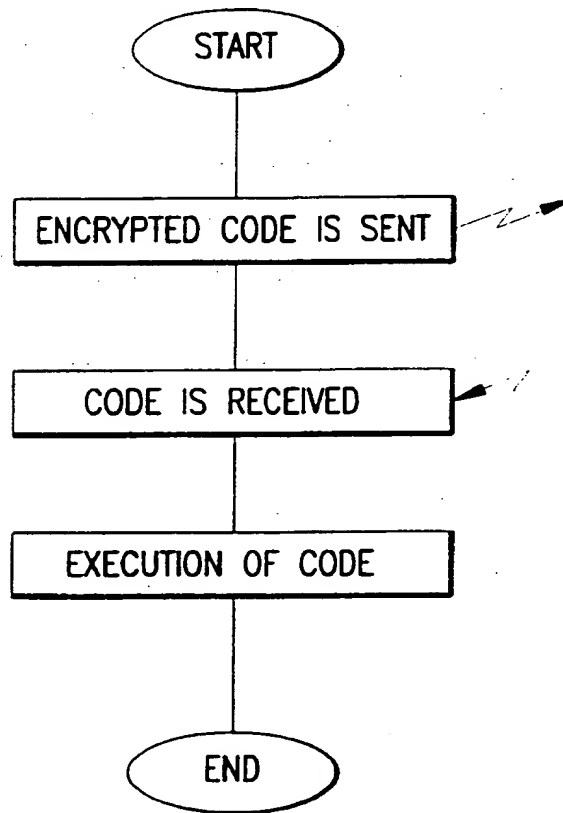 START
ENCRYPTED CODE IS SENT
CODE IS RECEIVED
EXECUTION OF CODE
END